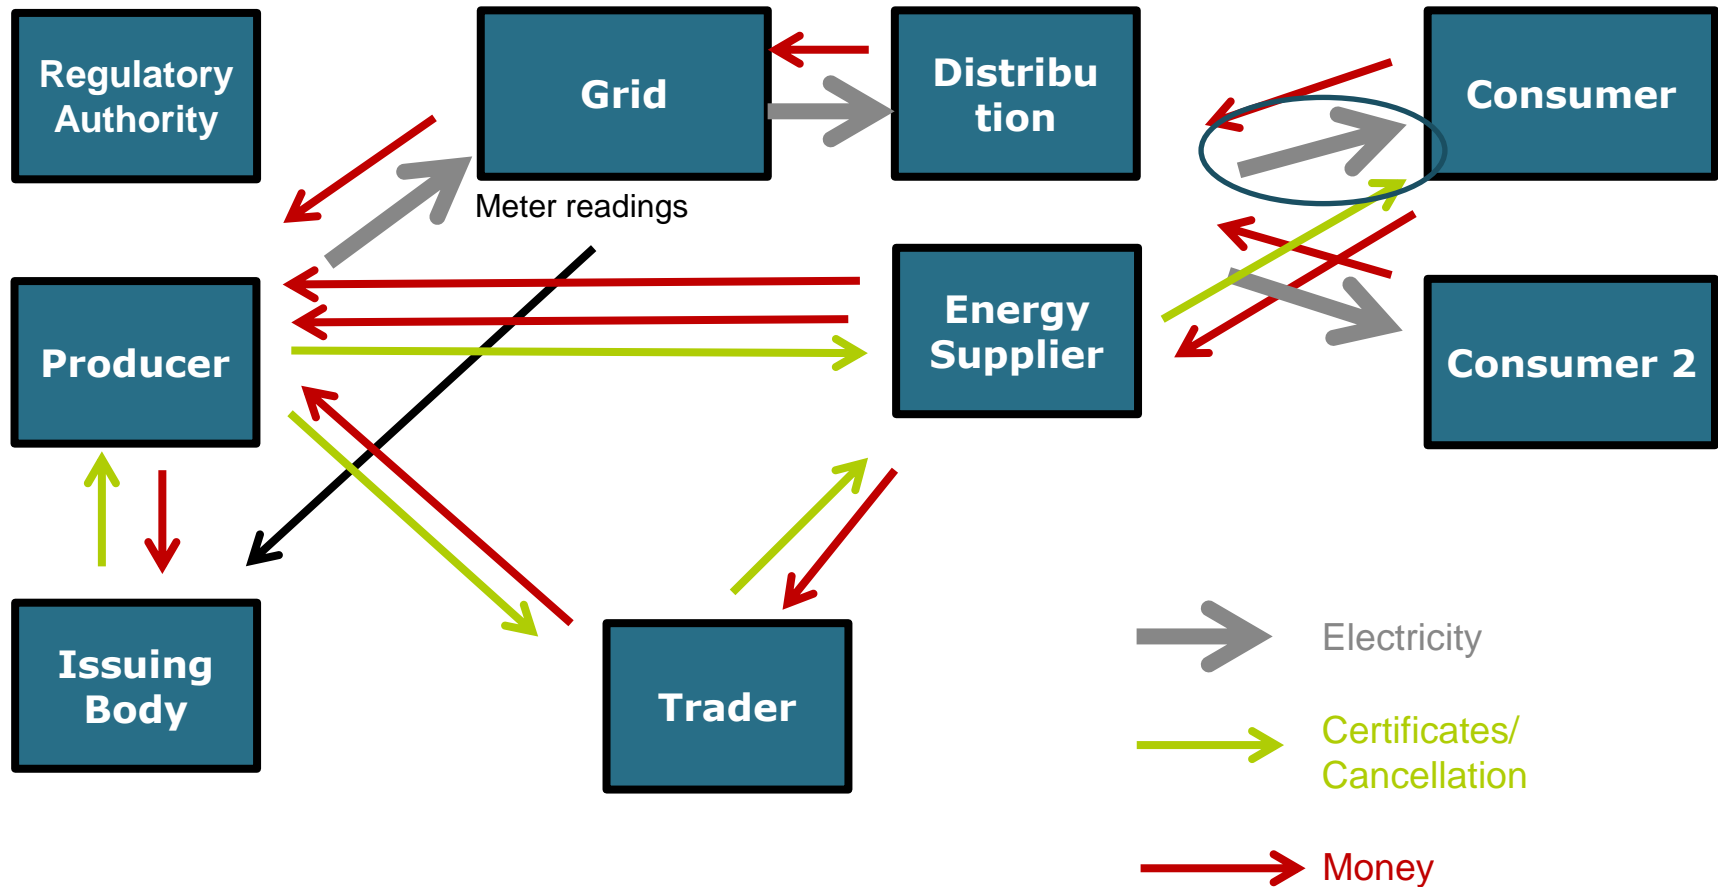 Regulatory
Authority
Grid
Distribu
tion
Consumer
Meter readings
Producer
Energy
Supplier
Consumer 2
Issuing
Body
Trader
Electricity
Certificates/
Cancellation
Money